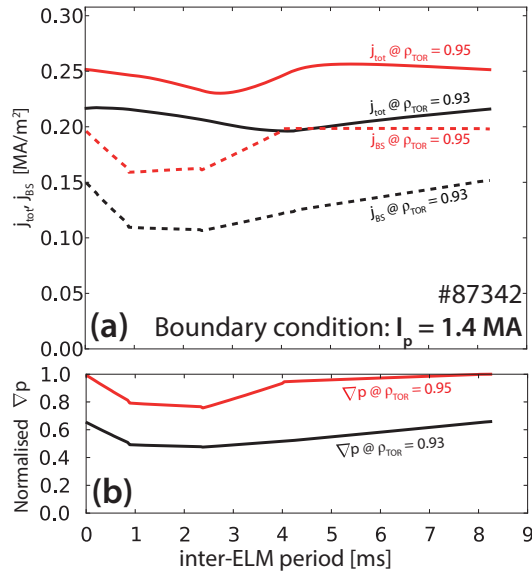 0.30
0.25
0.20
0.15
0.10
0.05
0.00
j_tot, j_BS [MA/m²]
j_tot @ ρ_TOR = 0.95
j_tot @ ρ_TOR = 0.93
j_BS @ ρ_TOR = 0.95
j_BS @ ρ_TOR = 0.93
#87342
(a) Boundary condition: I_p = 1.4 MA
1.0
0.8
0.6
0.4
0.2
0.0
Normalised ∇p
∇p @ ρ_TOR = 0.95
∇p @ ρ_TOR = 0.93
(b)
0 1 2 3 4 5 6 7 8 9
inter-ELM period [ms]